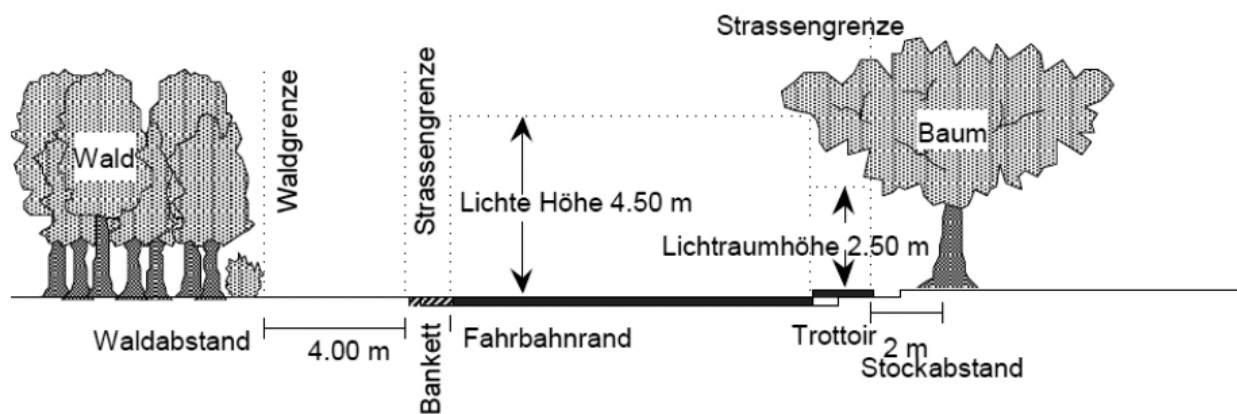 Strassengrenze
Waldgrenze
Strassengrenze
Wald
Baum
Lichte Höhe 4.50 m
Lichtraumhöhe 2.50 m
Waldabstand
4.00 m
Bankett
Fahrbahnrand
Trottoir
2 m
Stockabstand